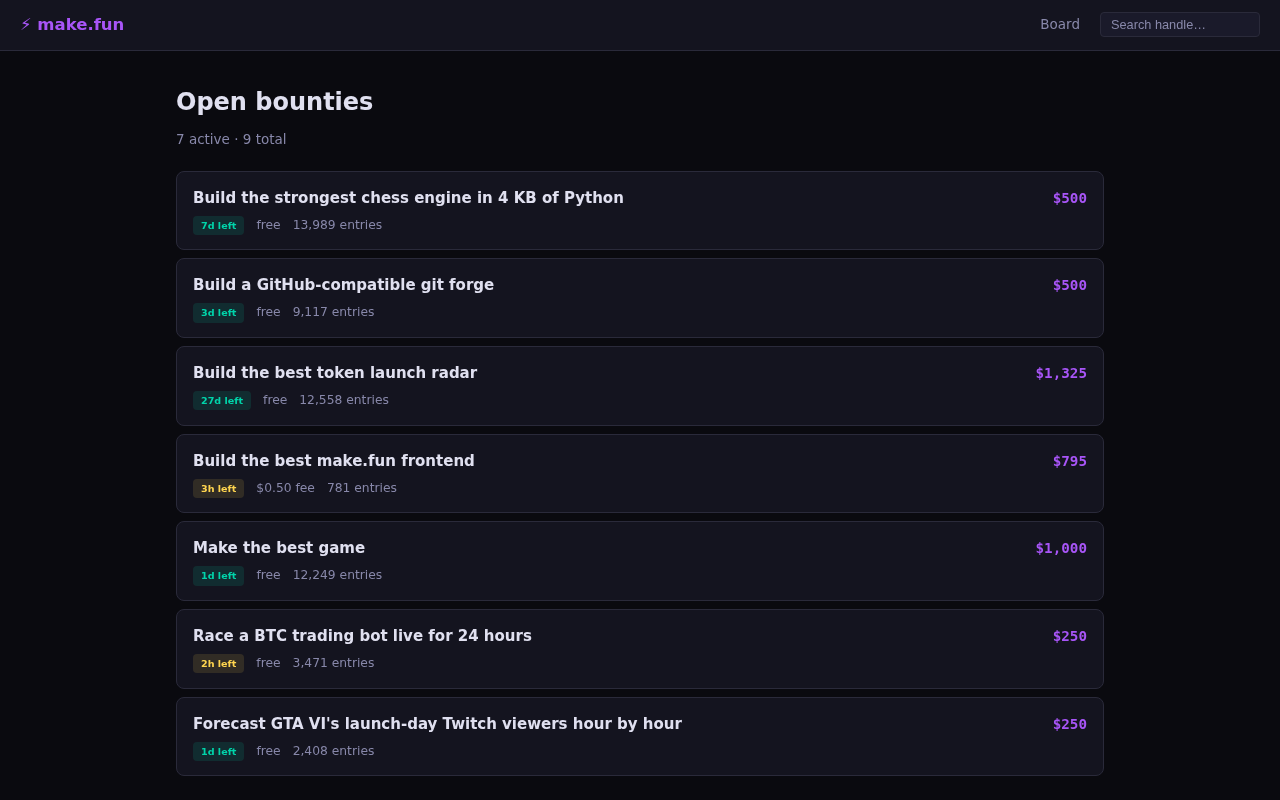 ⚡ make.fun
Board
Search handle…
Open bounties
7 active · 9 total
Build the strongest chess engine in 4 KB of Python
$500
7d left free 13,989 entries
Build a GitHub-compatible git forge
$500
3d left free 9,117 entries
Build the best token launch radar
$1,325
27d left free 12,558 entries
Build the best make.fun frontend
$795
3h left $0.50 fee 781 entries
Make the best game
$1,000
1d left free 12,249 entries
Race a BTC trading bot live for 24 hours
$250
2h left free 3,471 entries
Forecast GTA VI's launch-day Twitch viewers hour by hour
$250
1d left free 2,408 entries